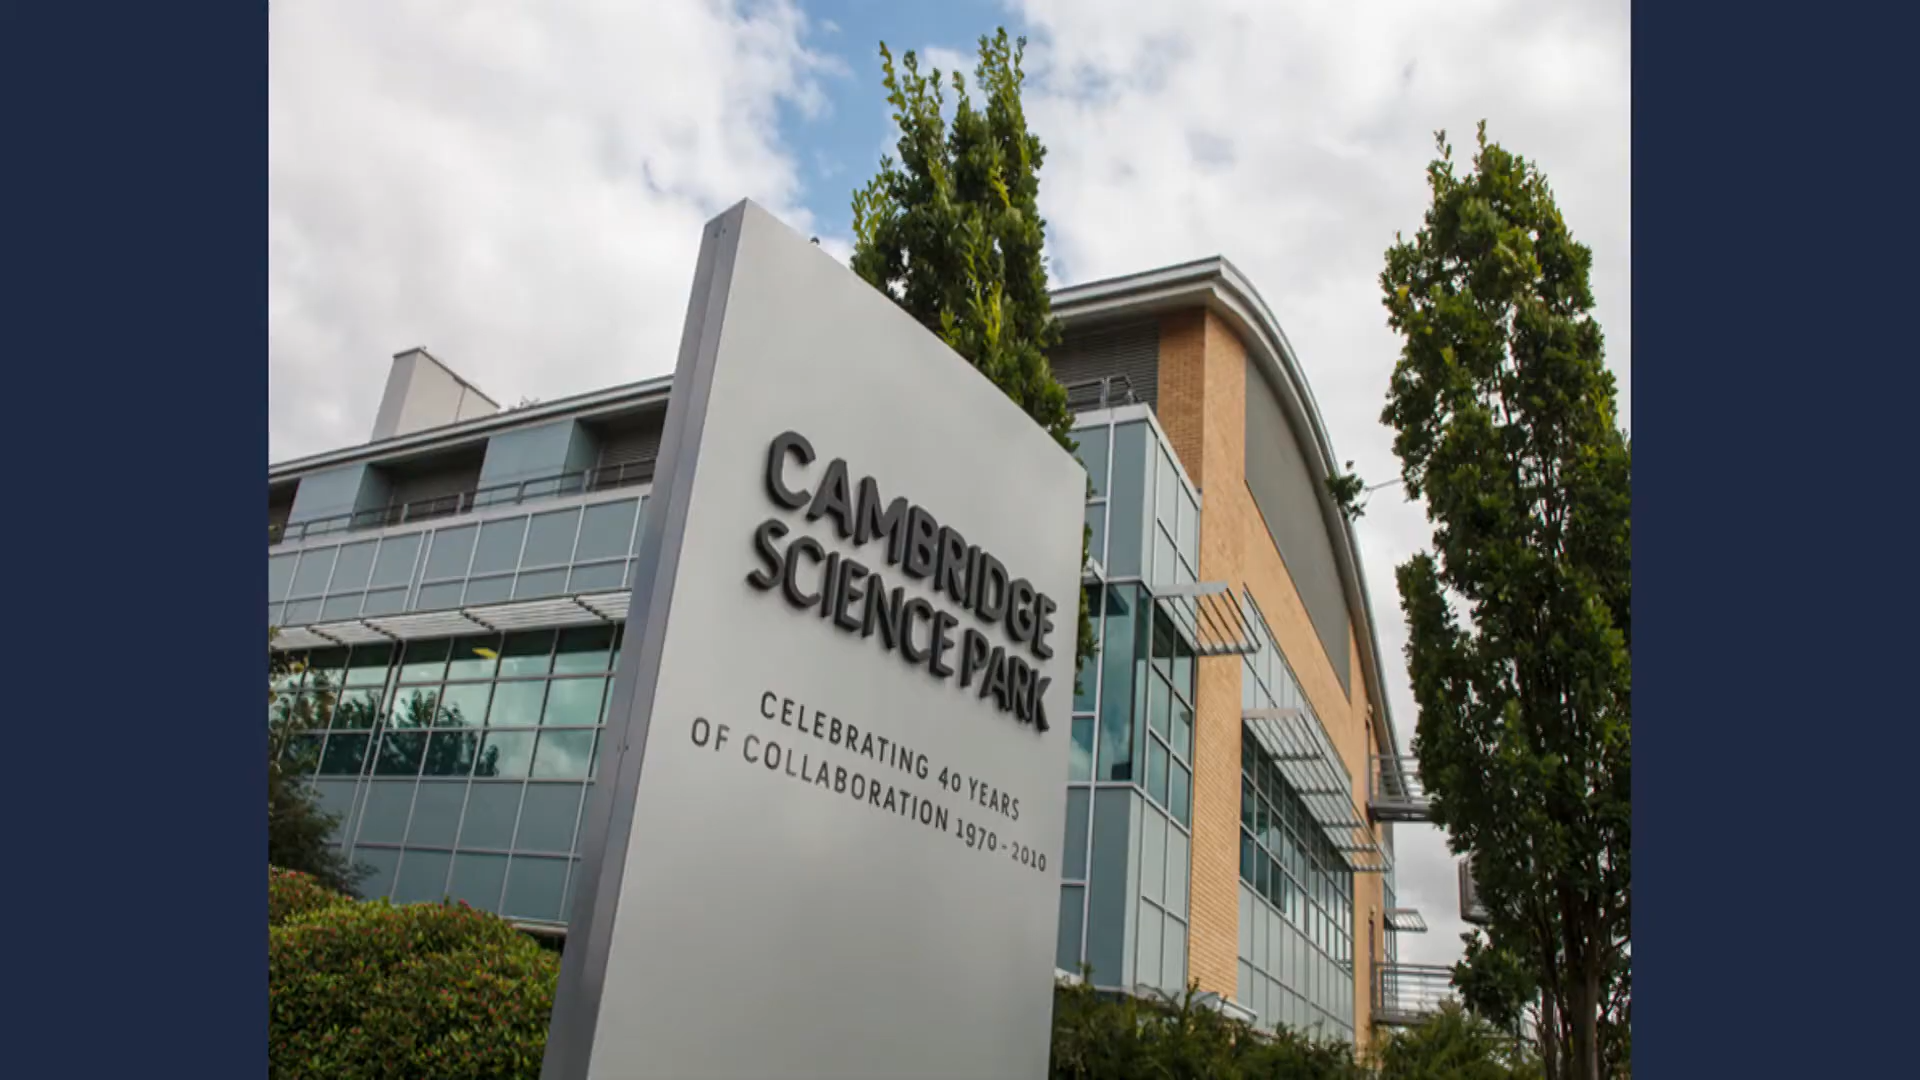 CAMBRIDGE
SCIENCE PARK
CELEBRATING 40 YEARS
OF COLLABORATION 1970 - 2010